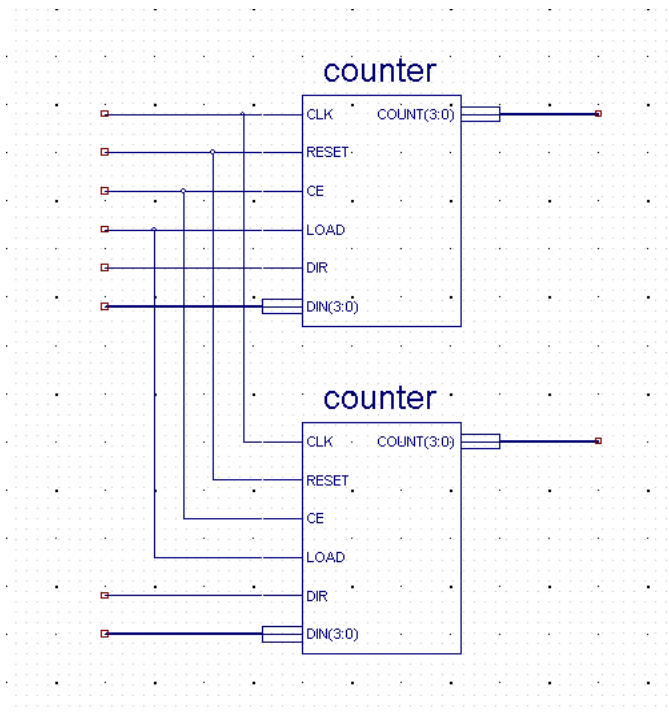 counter
CLK COUNT(3:0)
RESET
CE
LOAD
DIR
DIN(3:0)
counter
CLK COUNT(3:0)
RESET
CE
LOAD
DIR
DIN(3:0)